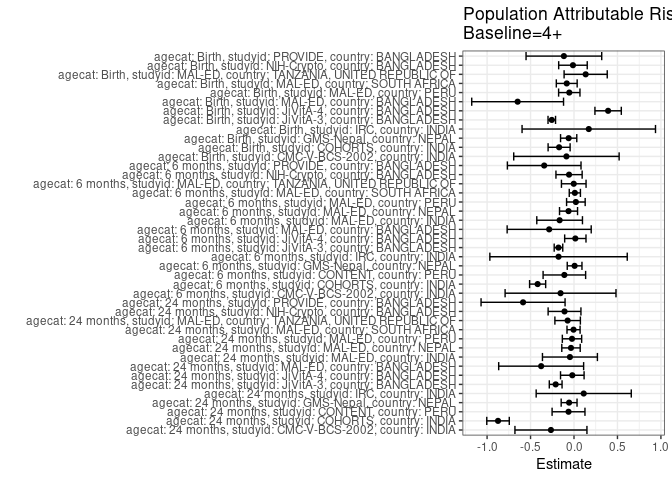 Population Attributable Ris
Baseline=4+
agecat: Birth, studyid: PROVIDE, country: BANGLADESH
agecat: Birth, studyid: NIH-Crypto, country: BANGLADESH
agecat: Birth, studyid: MAL-ED, country: TANZANIA, UNITED REPUBLIC OF
agecat: Birth, studyid: MAL-ED, country: SOUTH AFRICA
agecat: Birth, studyid: MAL-ED, country: PERU
agecat: Birth, studyid: MAL-ED, country: BANGLADESH
agecat: Birth, studyid: JiVitA-4, country: BANGLADESH
agecat: Birth, studyid: JiVitA-3, country: BANGLADESH
agecat: Birth, studyid: IRC, country: INDIA
agecat: Birth, studyid: GMS-Nepal, country: NEPAL
agecat: Birth, studyid: COHORTS, country: INDIA
agecat: Birth, studyid: CMC-V-BCS-2002, country: INDIA
agecat: 6 months, studyid: PROVIDE, country: BANGLADESH
agecat: 6 months, studyid: NIH-Crypto, country: BANGLADESH
agecat: 6 months, studyid: MAL-ED, country: TANZANIA, UNITED REPUBLIC OF
agecat: 6 months, studyid: MAL-ED, country: SOUTH AFRICA
agecat: 6 months, studyid: MAL-ED, country: PERU
agecat: 6 months, studyid: MAL-ED, country: NEPAL
agecat: 6 months, studyid: MAL-ED, country: INDIA
agecat: 6 months, studyid: MAL-ED, country: BANGLADESH
agecat: 6 months, studyid: JiVitA-4, country: BANGLADESH
agecat: 6 months, studyid: JiVitA-3, country: BANGLADESH
agecat: 6 months, studyid: IRC, country: INDIA
agecat: 6 months, studyid: GMS-Nepal, country: NEPAL
agecat: 6 months, studyid: CONTENT, country: PERU
agecat: 6 months, studyid: COHORTS, country: INDIA
agecat: 6 months, studyid: CMC-V-BCS-2002, country: INDIA
agecat: 24 months, studyid: PROVIDE, country: BANGLADESH
agecat: 24 months, studyid: NIH-Crypto, country: BANGLADESH
agecat: 24 months, studyid: MAL-ED, country: TANZANIA, UNITED REPUBLIC OF
agecat: 24 months, studyid: MAL-ED, country: SOUTH AFRICA
agecat: 24 months, studyid: MAL-ED, country: PERU
agecat: 24 months, studyid: MAL-ED, country: NEPAL
agecat: 24 months, studyid: MAL-ED, country: INDIA
agecat: 24 months, studyid: MAL-ED, country: BANGLADESH
agecat: 24 months, studyid: JiVitA-4, country: BANGLADESH
agecat: 24 months, studyid: JiVitA-3, country: BANGLADESH
agecat: 24 months, studyid: IRC, country: INDIA
agecat: 24 months, studyid: GMS-Nepal, country: NEPAL
agecat: 24 months, studyid: CONTENT, country: PERU
agecat: 24 months, studyid: COHORTS, country: INDIA
agecat: 24 months, studyid: CMC-V-BCS-2002, country: INDIA
-1.0 -0.5 0.0 0.5 1.0
Estimate